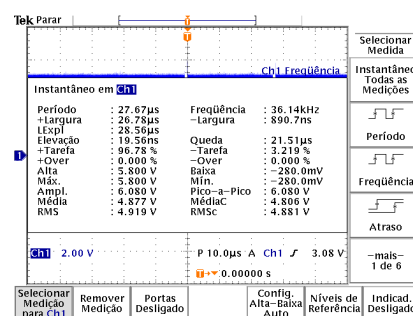 Tek Parar
Ch1 Freqüência
Instantâneo em Ch1
Período : 27.67µs Freqüência : 36.14kHz
+Largura : 26.78µs −Largura : 890.7ns
LExpl : 28.56µs
Elevação : 19.56ns Queda : 21.51µs
+Tarefa : 96.78 % −Tarefa : 3.219 %
+Over : 0.000 % −Over : 0.000 %
Alta : 5.800 V Baixa : −280.0mV
Máx. : 5.800 V Mín. : −280.0mV
Ampl. : 6.080 V Pico−a−Pico : 6.080 V
Média : 4.877 V MédiaC : 4.806 V
RMS : 4.919 V RMSc : 4.881 V
1
Ch1 2.00 V P 10.0µs A Ch1 3.08 V
T 0.00000 s
Selecionar
Medida
Instantâneo
Todas as
Medições
Período
Freqüência
Atraso
−mais−
1 de 6
Selecionar
Medição
para Ch1
Remover
Medição
Portas
Desligado
Config.
Alta−Baixa
Auto
Níveis de
Referência
Indicad.
Desligado